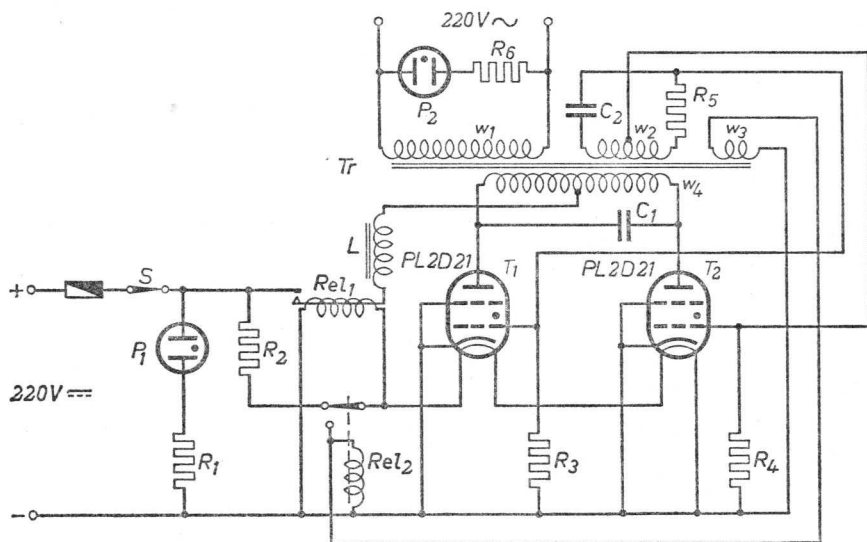 220V~
R6
P2
C2
R5
w1
w2
w3
Tr
w4
C1
L
PL2D21
T1
PL2D21
T2
+
S
Rel1
P1
R2
220V
R1
Rel2
R3
R4
-